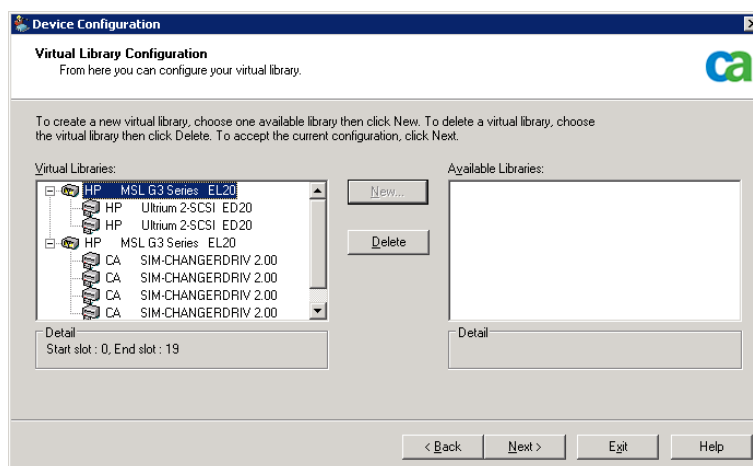 Device Configuration
Virtual Library Configuration
From here you can configure your virtual library.
ca
To create a new virtual library, choose one available library then click New. To delete a virtual library, choose
the virtual library then click Delete. To accept the current configuration, click Next.
Virtual Libraries:
HP MSL G3 Series EL20
HP Ultrium 2-SCSI ED20
HP Ultrium 2-SCSI ED20
HP MSL G3 Series EL20
CA SIM-CHANGERDRIV 2.00
CA SIM-CHANGERDRIV 2.00
CA SIM-CHANGERDRIV 2.00
CA SIM-CHANGERDRIV 2.00
Detail
Start slot : 0, End slot : 19
New...
Delete
Available Libraries:
Detail
< Back
Next >
Exit
Help